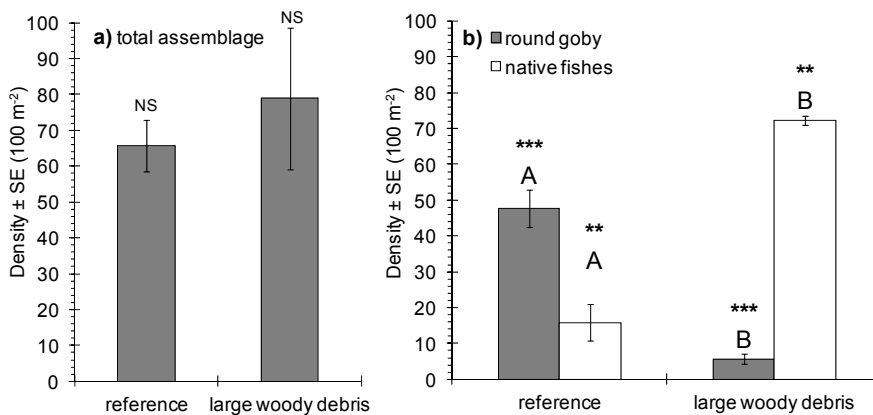 a) total assemblage
Density ± SE (100 m⁻²)
100
90
80
70
60
50
40
30
20
10
0
NS
NS
reference
large woody debris
b)
round goby
native fishes
Density ± SE (100 m⁻²)
100
90
80
70
60
50
40
30
20
10
0
***
A
**
A
***
B
**
B
reference
large woody debris